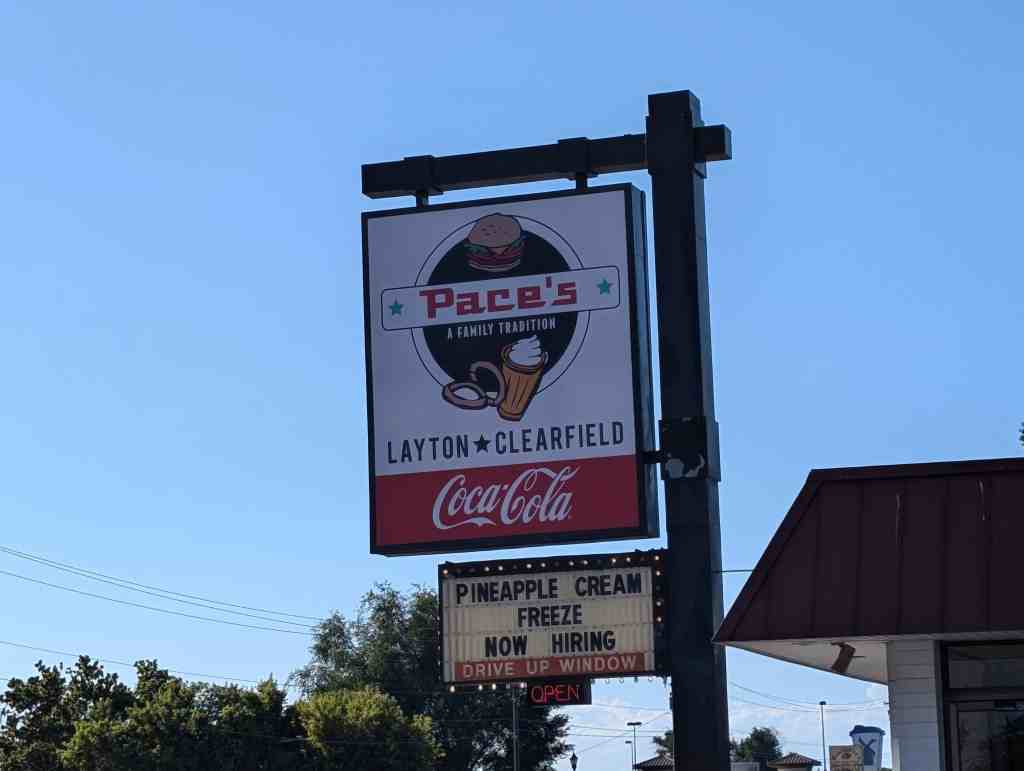 Pace's
A FAMILY TRADITION
LAYTON★CLEARFIELD
Coca-Cola
PINEAPPLE CREAM
FREEZE
NOW HIRING
DRIVE UP WINDOW
OPEN